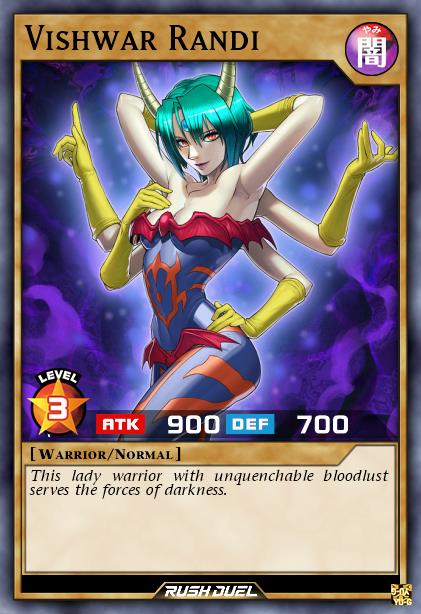 Vishwar Randi
やみ
闇
LEVEL
3
ATK 900 DEF 700
[Warrior/Normal]
This lady warrior with unquenchable bloodlust
serves the forces of darkness.
RUSH DUEL